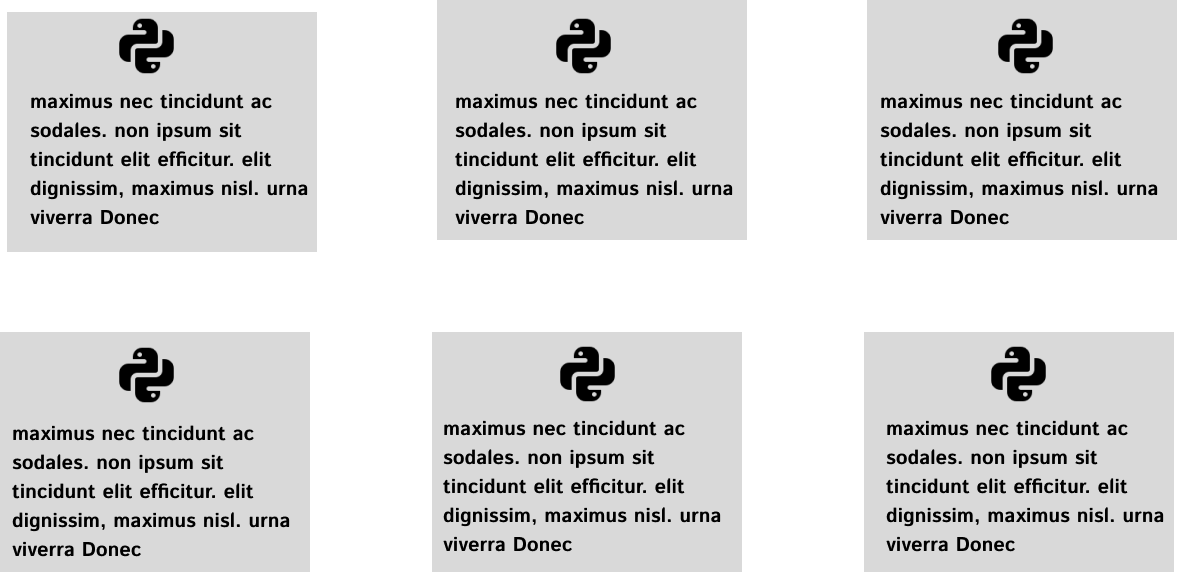 maximus nec tincidunt ac
sodales. non ipsum sit
tincidunt elit efficitur. elit
dignissim, maximus nisl. urna
viverra Donec
maximus nec tincidunt ac
sodales. non ipsum sit
tincidunt elit efficitur. elit
dignissim, maximus nisl. urna
viverra Donec
maximus nec tincidunt ac
sodales. non ipsum sit
tincidunt elit efficitur. elit
dignissim, maximus nisl. urna
viverra Donec
maximus nec tincidunt ac
sodales. non ipsum sit
tincidunt elit efficitur. elit
dignissim, maximus nisl. urna
viverra Donec
maximus nec tincidunt ac
sodales. non ipsum sit
tincidunt elit efficitur. elit
dignissim, maximus nisl. urna
viverra Donec
maximus nec tincidunt ac
sodales. non ipsum sit
tincidunt elit efficitur. elit
dignissim, maximus nisl. urna
viverra Donec